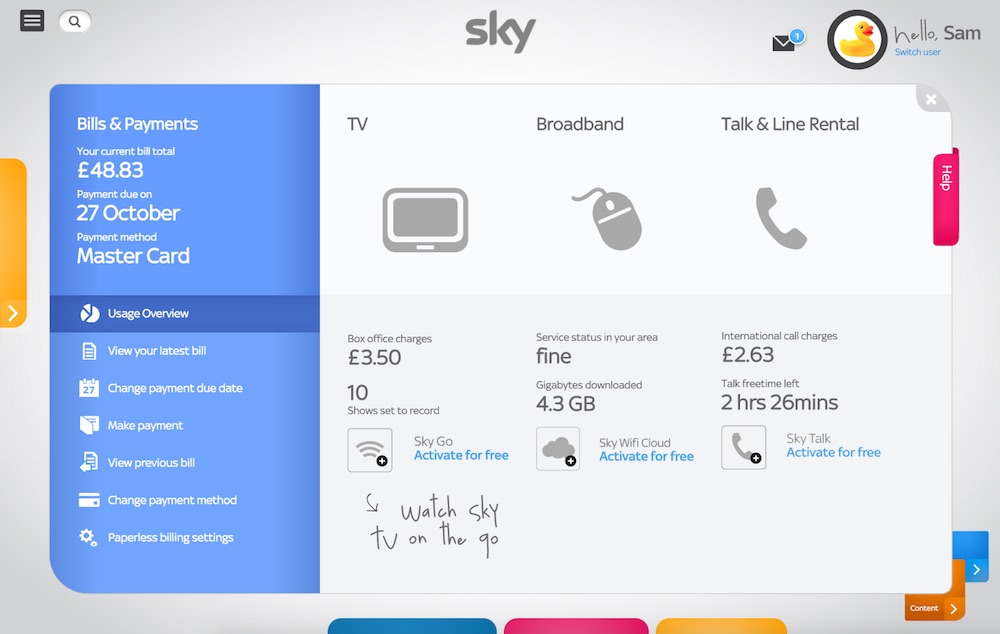 sky
1
hello, Sam
Switch user
Bills & Payments
Your current bill total
£48.83
Payment due on
27 October
Payment method
Master Card
Usage Overview
View your latest bill
27
Change payment due date
Make payment
View previous bill
Change payment method
Paperless billing settings
TV
Broadband
Talk & Line Rental
Help
Box office charges
£3.50
10
Shows set to record
Sky Go
Activate for free
watch sky
tv on the go
Service status in your area
fine
Gigabytes downloaded
4.3 GB
Sky Wifi Cloud
Activate for free
International call charges
£2.63
Talk freetime left
2 hrs 26mins
Sky Talk
Activate for free
Content